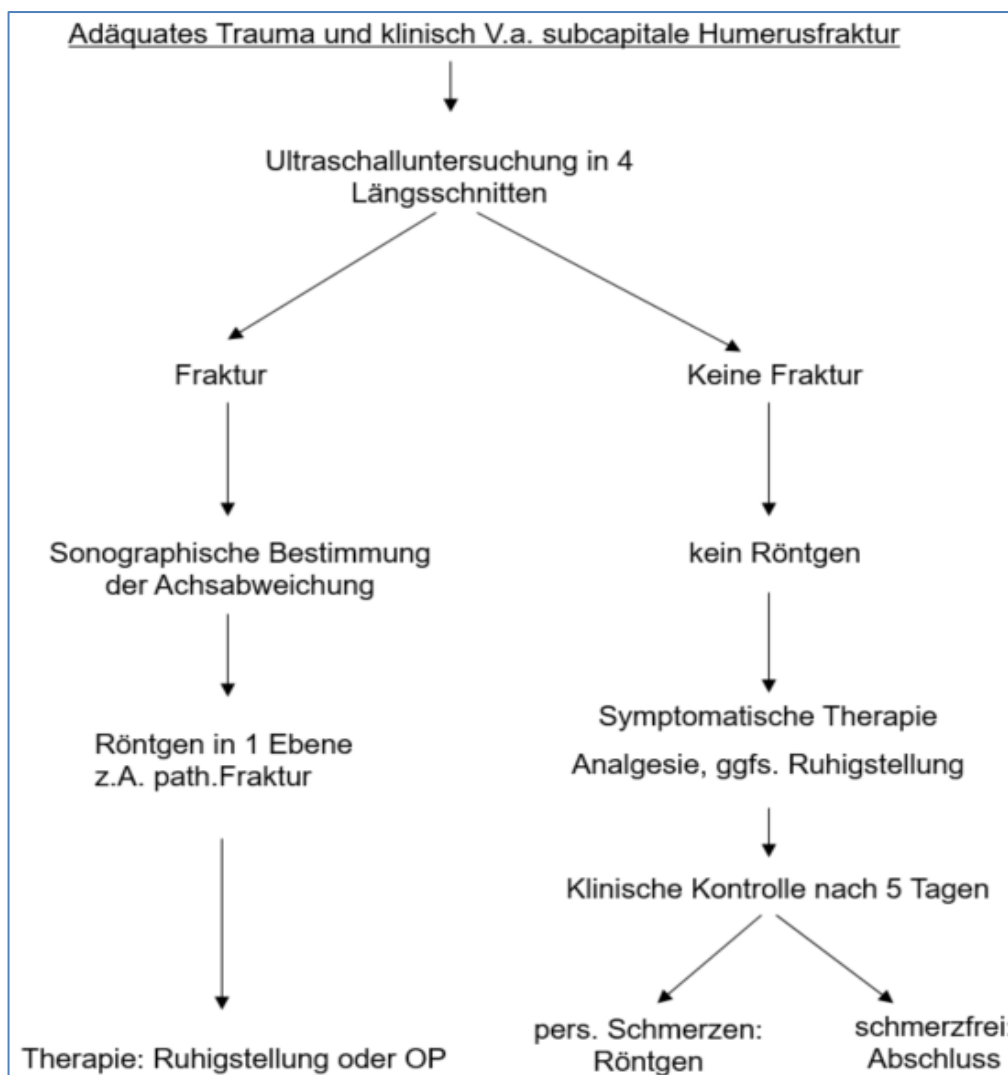 Adäquates Trauma und klinisch V.a. subcapitale Humerusfraktur
Ultraschalluntersuchung in 4
Längsschnitten
Fraktur
Keine Fraktur
Sonographische Bestimmung
der Achsabweichung
kein Röntgen
Röntgen in 1 Ebene
z.A. path.Fraktur
Symptomatische Therapie
Analgesie, ggfs. Ruhigstellung
Klinische Kontrolle nach 5 Tagen
Therapie: Ruhigstellung oder OP
pers. Schmerzen:
Röntgen
schmerzfrei:
Abschluss